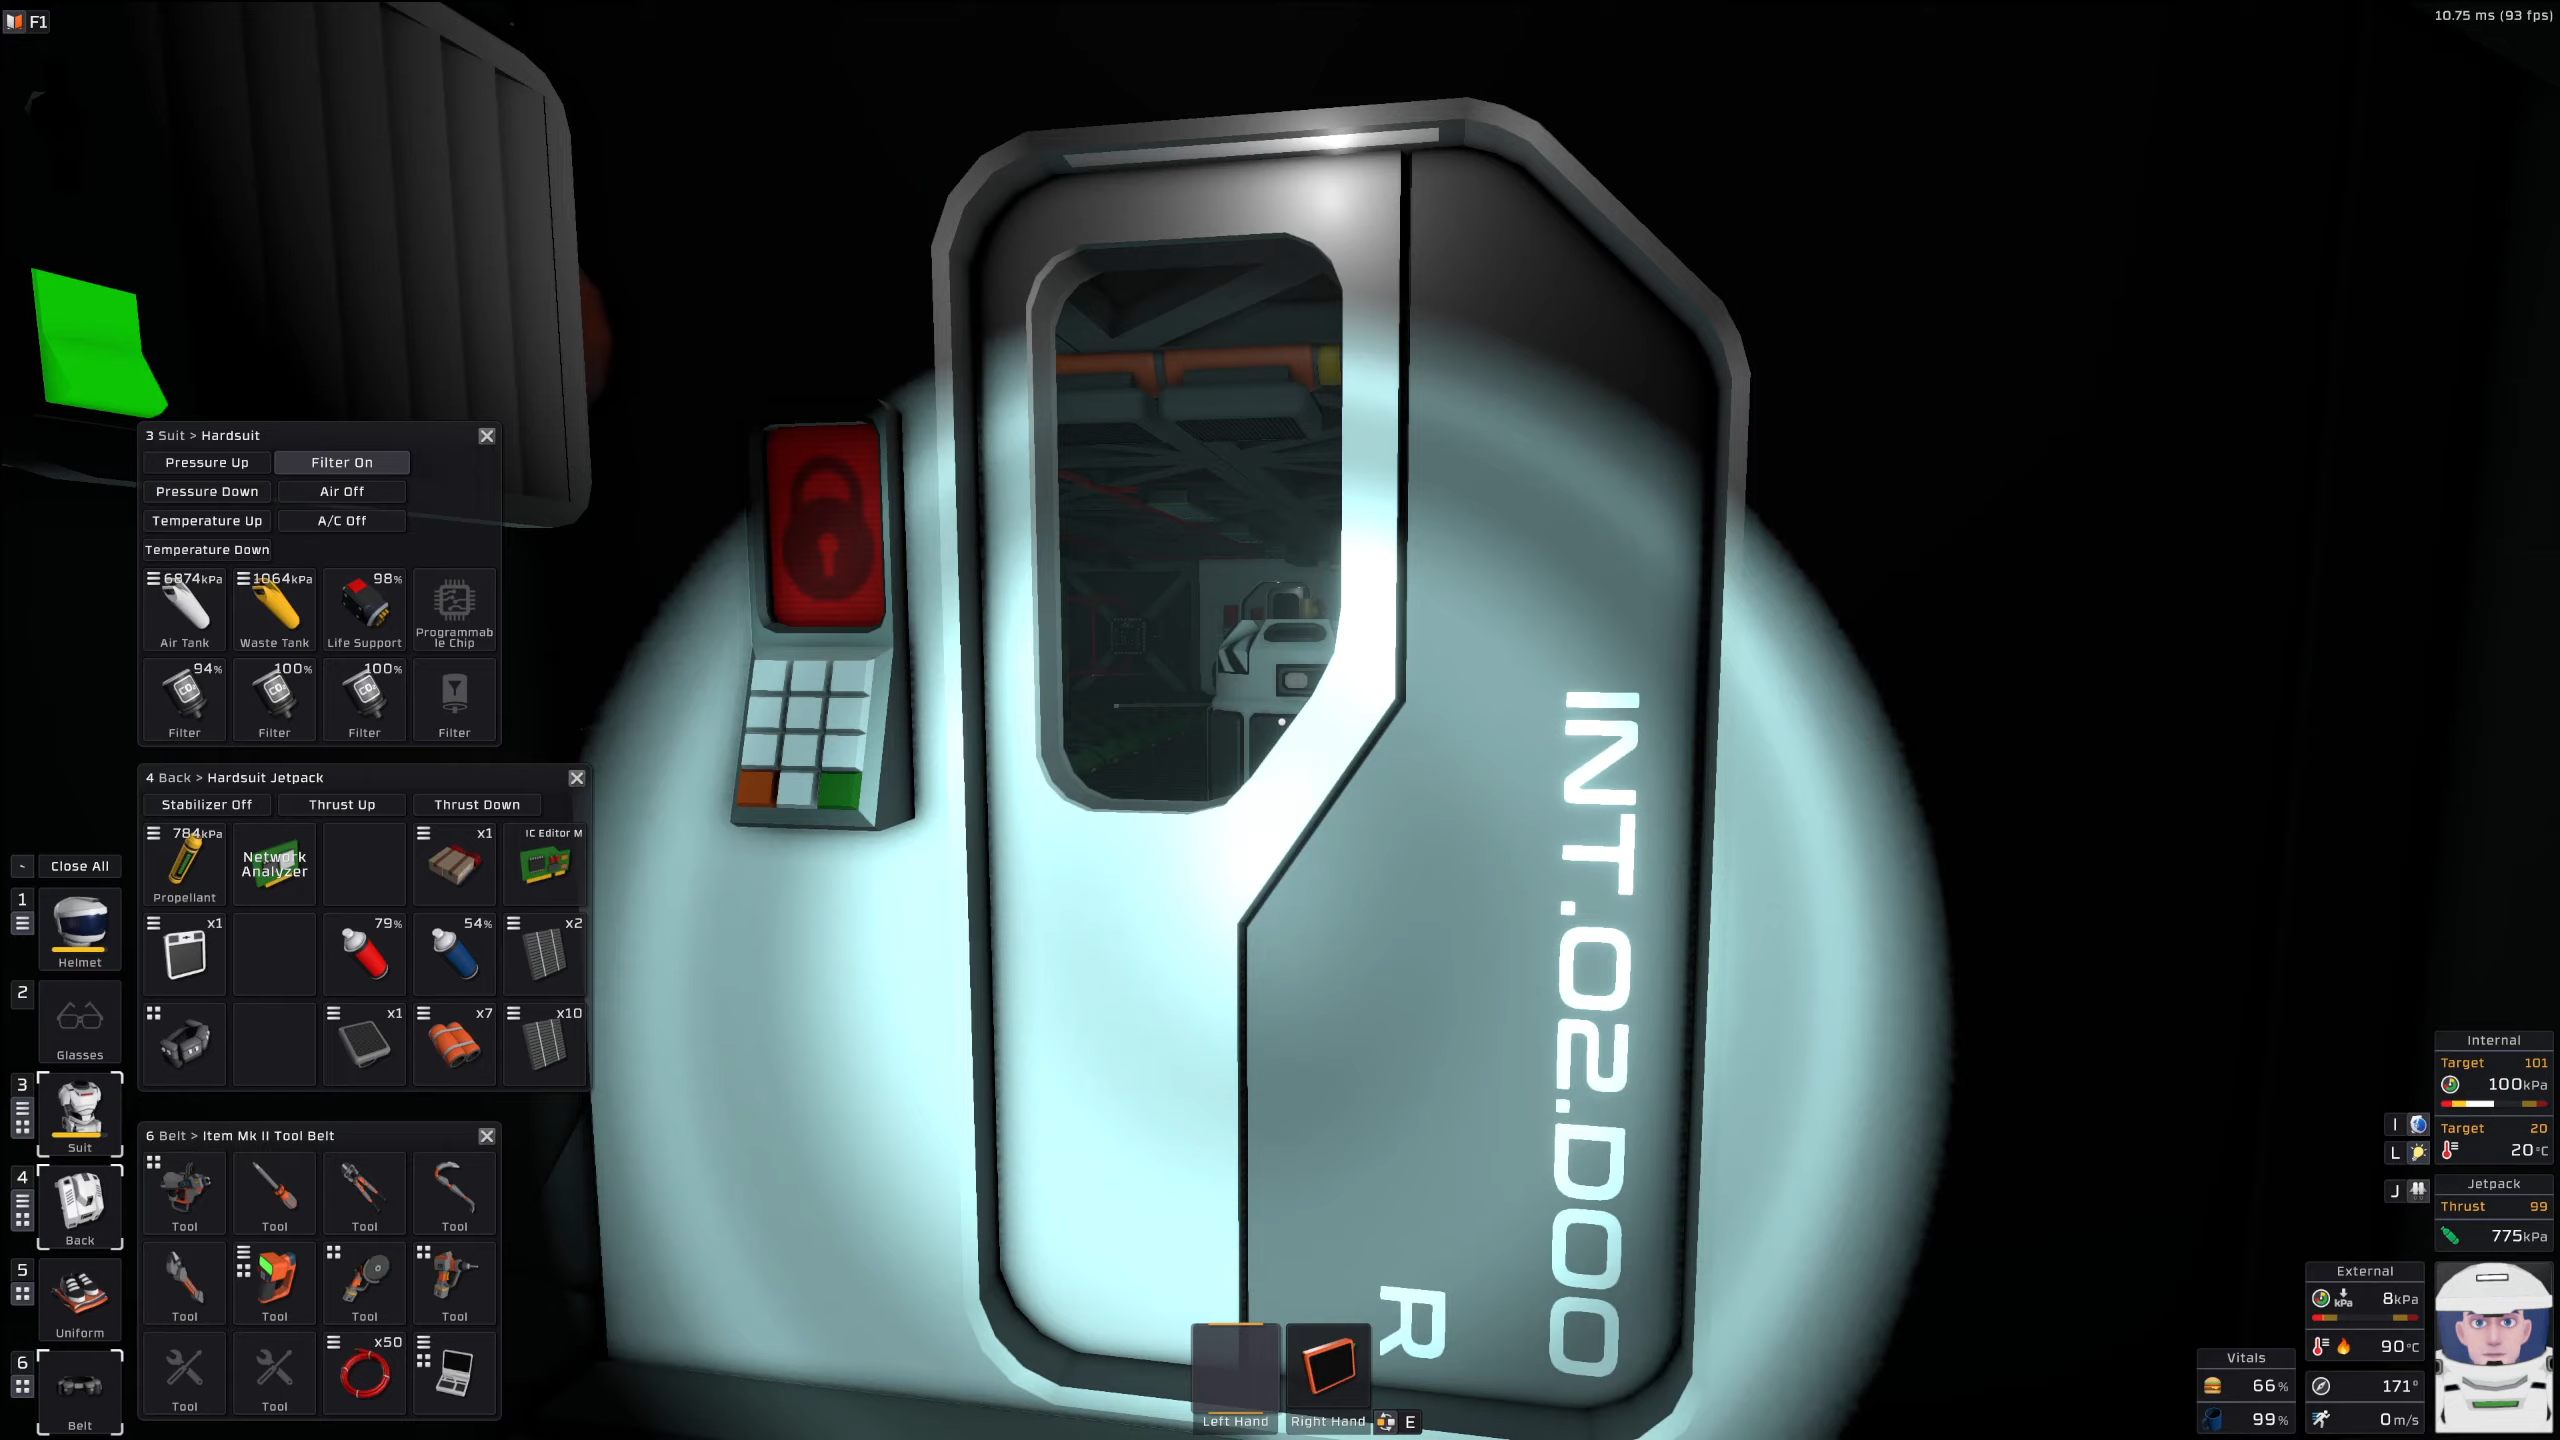 F1
10.75 ms (93 fps)
3 Suit > Hardsuit
Pressure Up
Filter On
Pressure Down
Air Off
Temperature Up
A/C Off
Temperature Down
6874kPa
1064kPa
98%
Air Tank
Waste Tank
Life Support
Programmab
le Chip
94%
100%
100%
CO₂
CO₂
CO₂
Filter
Filter
Filter
Filter
4 Back > Hardsuit Jetpack
Stabilizer Off
Thrust Up
Thrust Down
784kPa
Network
Analyzer
x1
IC Editor M
Propellant
x1
79%
54%
x2
x1
x7
x10
6 Belt > Item Mk II Tool Belt
Tool
Tool
Tool
Tool
Tool
Tool
Tool
Tool
x50
Tool
Tool
~
Close All
1
Helmet
2
Glasses
3
Suit
4
Back
5
Uniform
6
Belt
INT.02.DOO
R
Left Hand
Right Hand
E
Internal
Target 101
100kPa
Target 20
20°C
I
L
J
Jetpack
Thrust 99
775kPa
External
kPa
8kPa
90°C
171°
0m/s
Vitals
66%
99%